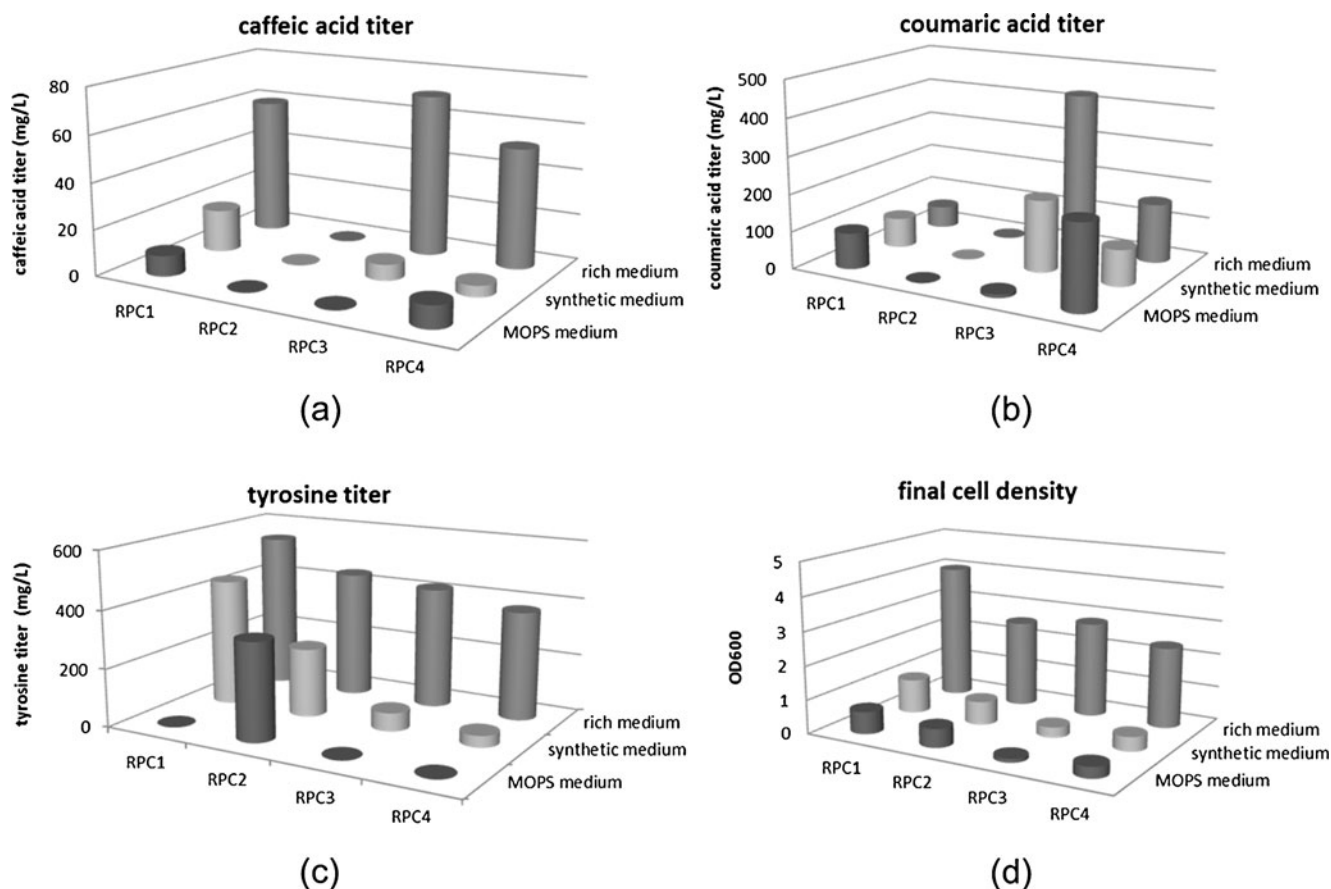 caffeic acid titer
caffeic acid titer (mg/L)
80
60
40
20
0
RPC1
RPC2
RPC3
RPC4
rich medium
synthetic medium
MOPS medium
(a)
coumaric acid titer
coumaric acid titer (mg/L)
500
400
300
200
100
0
RPC1
RPC2
RPC3
RPC4
rich medium
synthetic medium
MOPS medium
(b)
tyrosine titer
tyrosine titer (mg/L)
600
400
200
0
RPC1
RPC2
RPC3
RPC4
rich medium
synthetic medium
MOPS medium
(c)
final cell density
OD600
5
4
3
2
1
0
RPC1
RPC2
RPC3
RPC4
rich medium
synthetic medium
MOPS medium
(d)